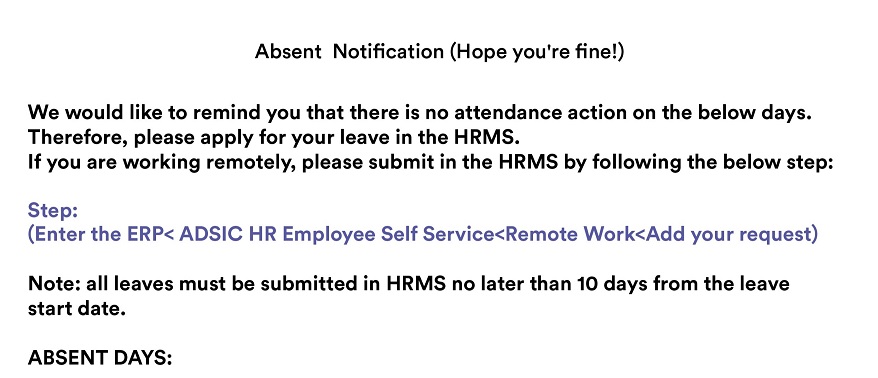 Absent  Notification (Hope you're fine!)
We would like to remind you that there is no attendance action on the below days.
Therefore, please apply for your leave in the HRMS.
If you are working remotely, please submit in the HRMS by following the below step:
Step:
(Enter the ERP< ADSIC HR Employee Self Service<Remote Work<Add your request)
Note: all leaves must be submitted in HRMS no later than 10 days from the leave
start date.
ABSENT DAYS: